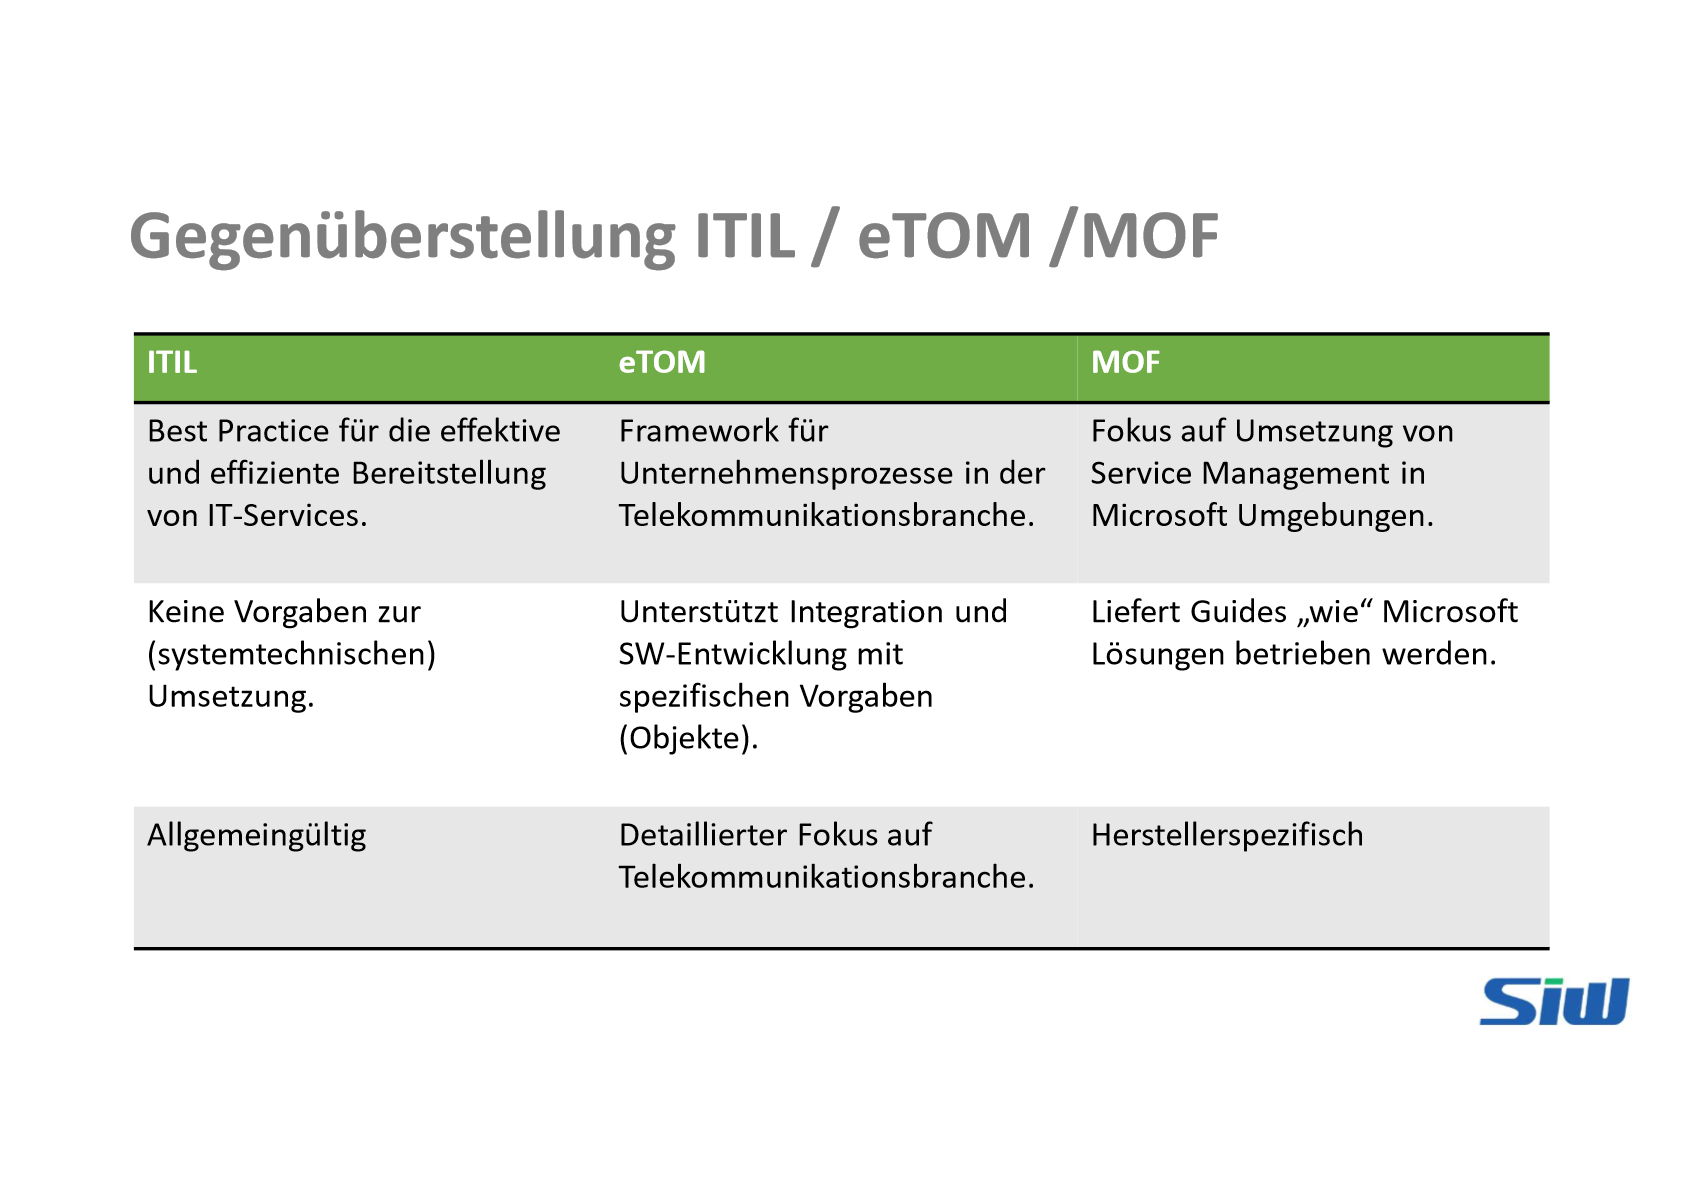 Gegenüberstellung ITIL / eTOM /MOF
ITIL
eTOM
MOF
Best Practice für die effektive
und effiziente Bereitstellung
von IT-Services.
Framework für
Unternehmensprozesse in der
Telekommunikationsbranche.
Fokus auf Umsetzung von
Service Management in
Microsoft Umgebungen.
Keine Vorgaben zur
(systemtechnischen)
Umsetzung.
Unterstützt Integration und
SW-Entwicklung mit
spezifischen Vorgaben
(Objekte).
Liefert Guides „wie“ Microsoft
Lösungen betrieben werden.
Allgemeingültig
Detaillierter Fokus auf
Telekommunikationsbranche.
Herstellerspezifisch
Siw